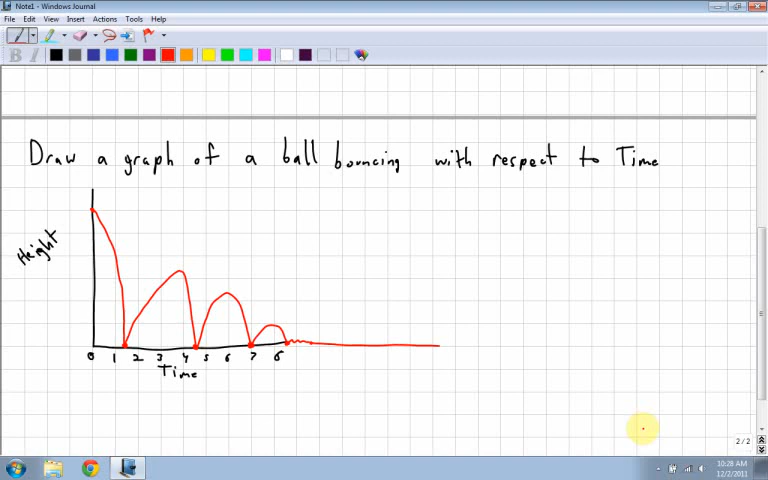 Note1 - Windows Journal
File Edit View Insert Actions Tools Help
B I
Draw a graph of a ball bouncing with respect to Time
Height
0 1 2 3 4 5 6 7 8
Time
2 / 2
10:28 AM
12/2/2011